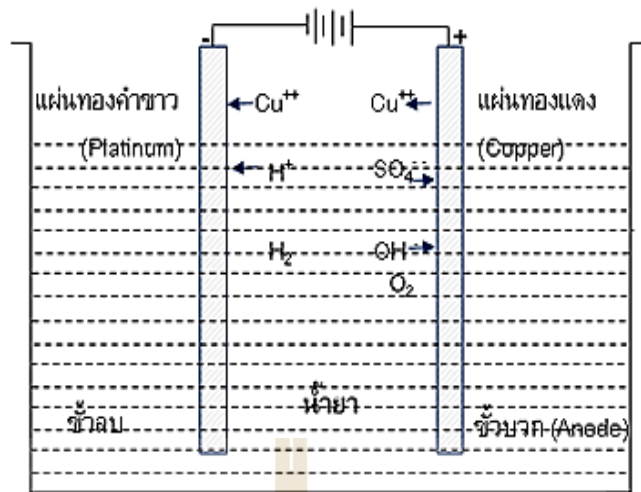 - +
แผ่นทองคำขาว Cu⁺⁺ Cu⁺⁺ แผ่นทองแดง
(Platinum) (Copper)
H⁺ SO₄⁻⁻
H₂ OH⁻
O₂
ขั้วลบ น้ำยา ขั้วบวก (Anode)